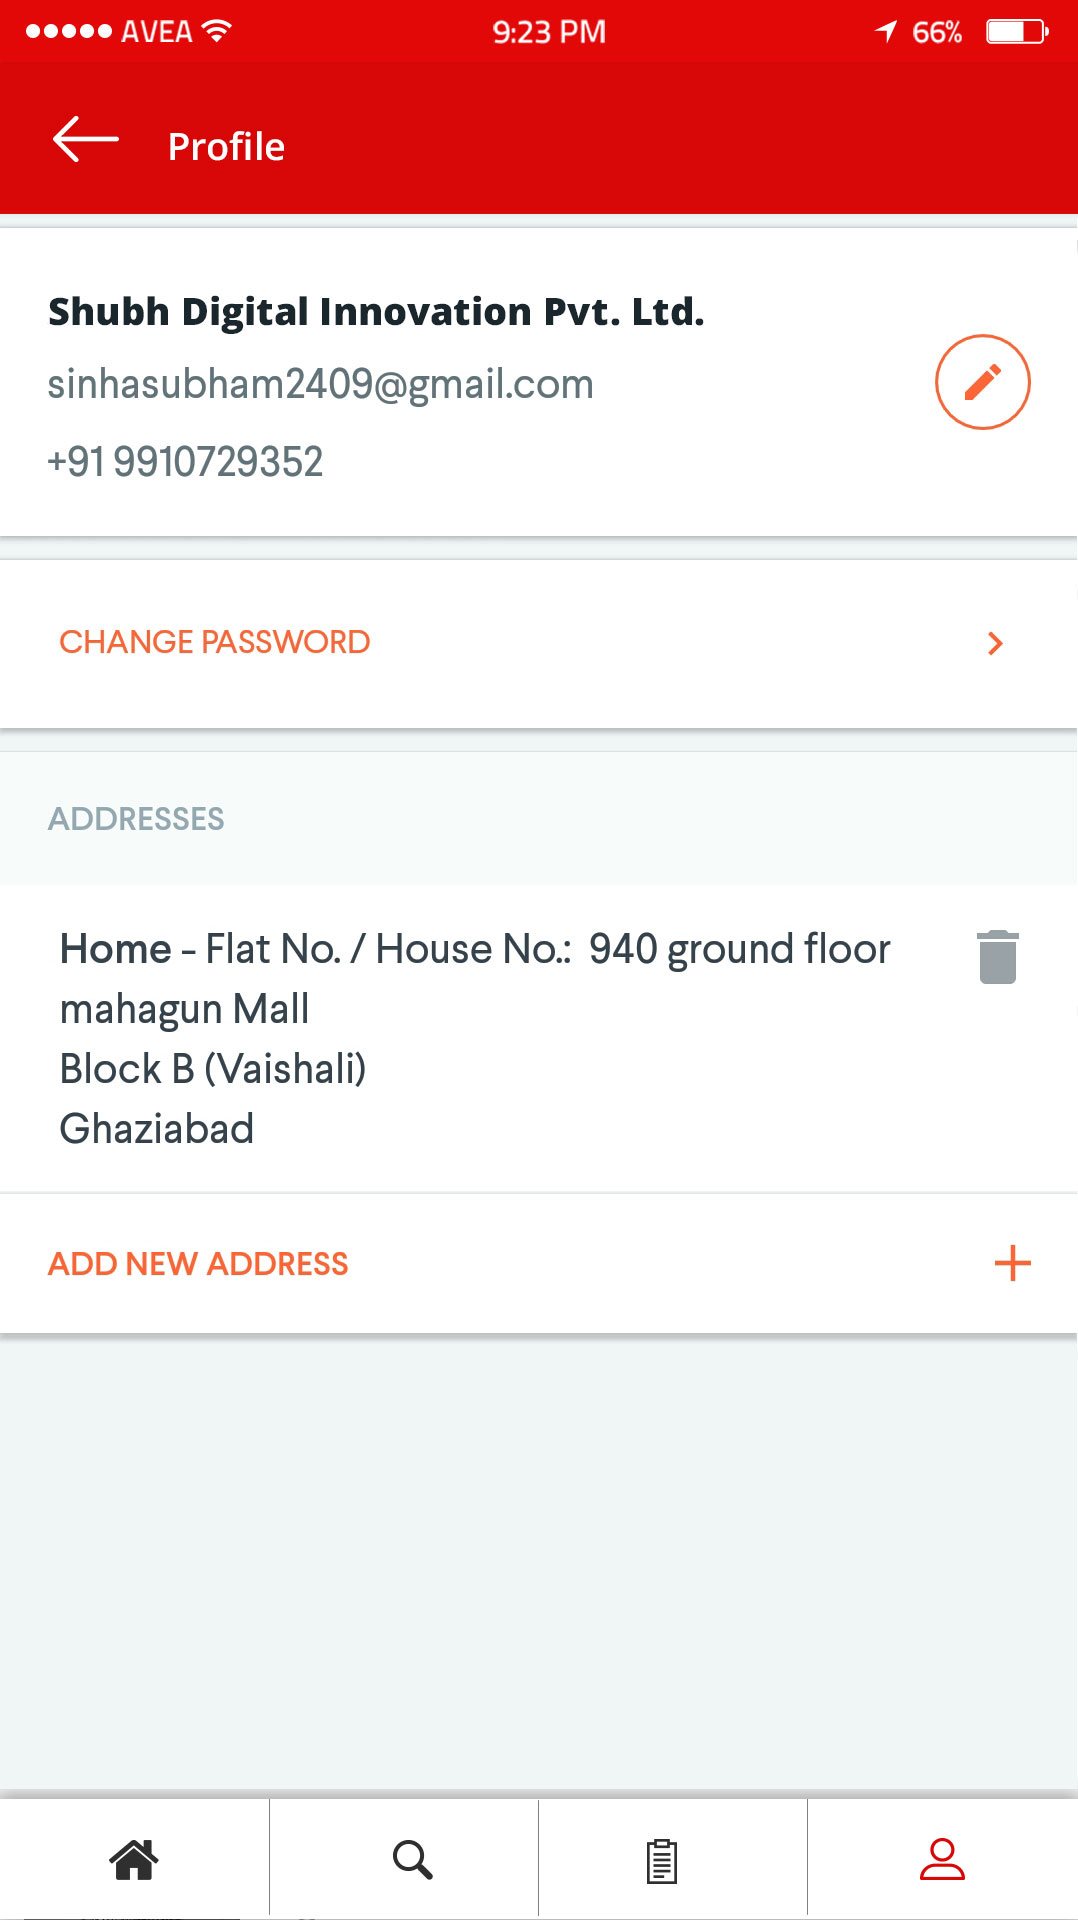 AVEA 9:23 PM 66%
Profile
Shubh Digital Innovation Pvt. Ltd.
sinhasubham2409@gmail.com
+91 9910729352
CHANGE PASSWORD
ADDRESSES
Home - Flat No. / House No.: 940 ground floor
mahagun Mall
Block B (Vaishali)
Ghaziabad
ADD NEW ADDRESS